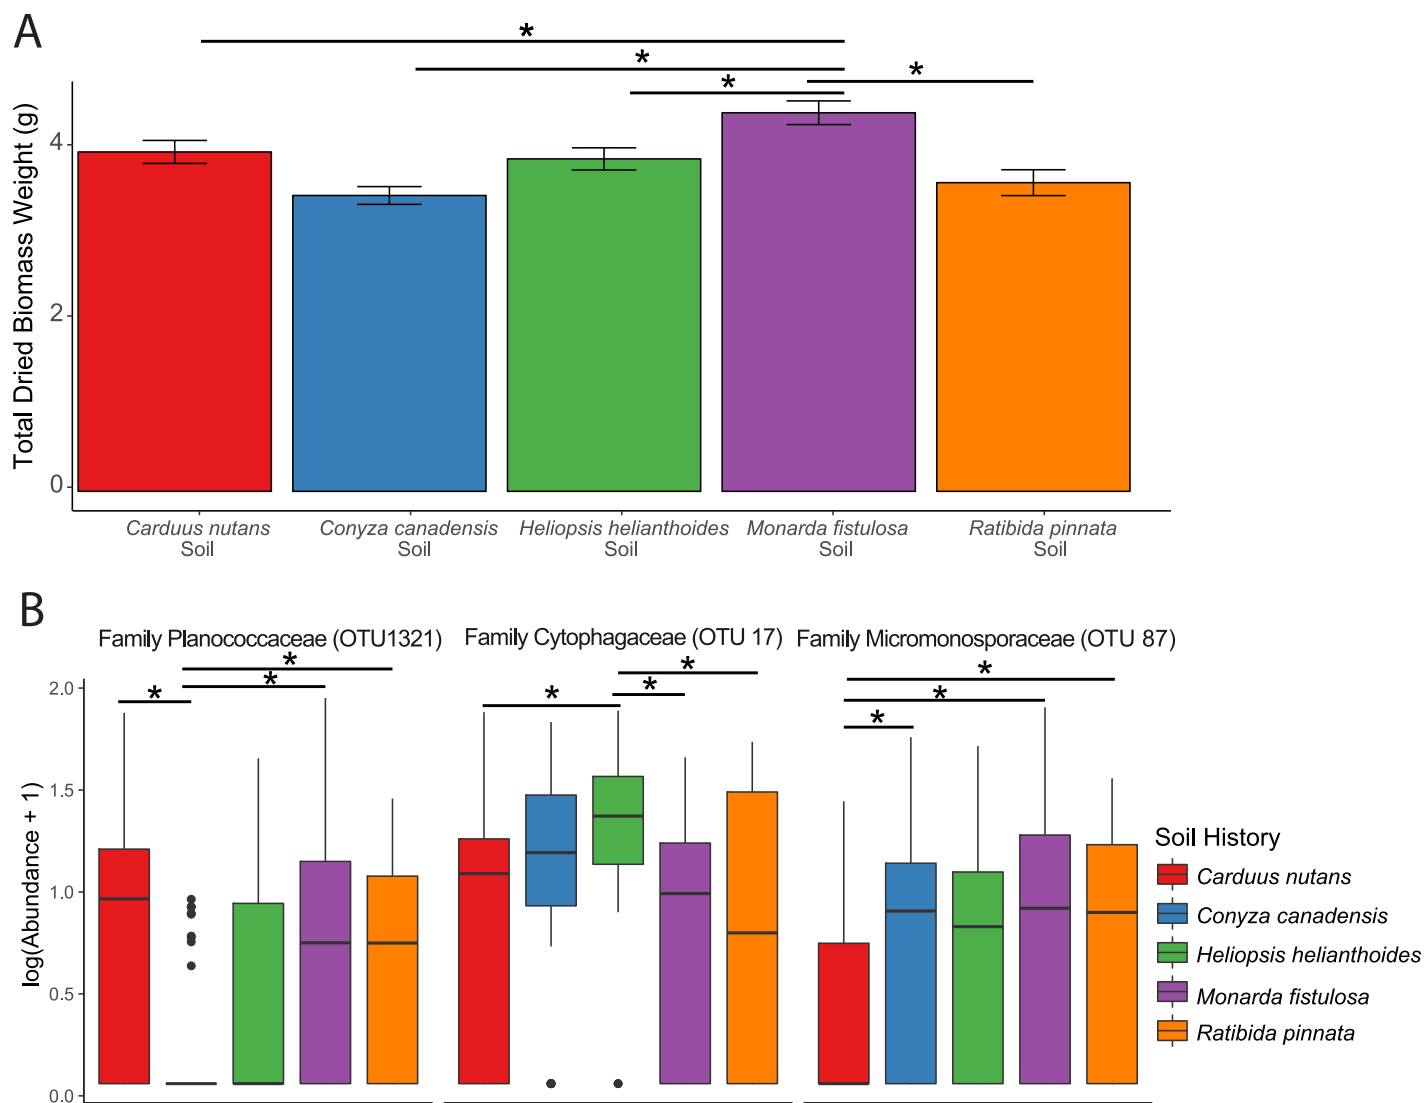 A
*
*
*
*
Total Dried Biomass Weight (g)
4
2
0
Carduus nutans
Soil
Conyza canadensis
Soil
Heliopsis helianthoides
Soil
Monarda fistulosa
Soil
Ratibida pinnata
Soil
B
Family Planococcaceae (OTU1321)
Family Cytophagaceae (OTU 17)
Family Micromonosporaceae (OTU 87)
*
*
*
*
*
*
*
*
*
log(Abundance + 1)
2.0
1.5
1.0
0.5
0.0
Soil History
Carduus nutans
Conyza canadensis
Heliopsis helianthoides
Monarda fistulosa
Ratibida pinnata